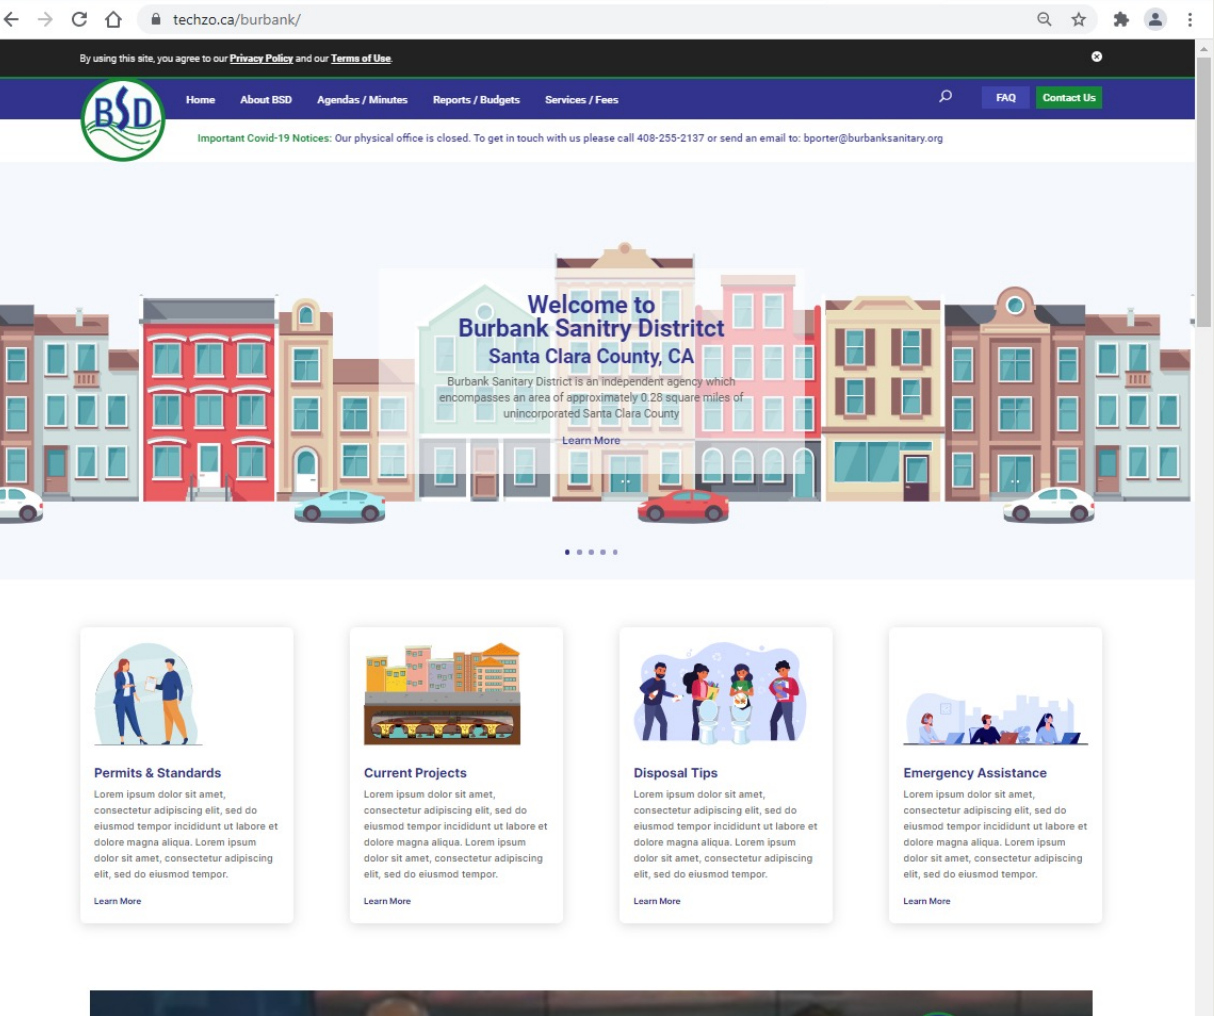 techzo.ca/burbank/
By using this site, you agree to our Privacy Policy and our Terms of Use.
BSD
Home About BSD Agendas / Minutes Reports / Budgets Services / Fees FAQ Contact Us
Important Covid-19 Notices: Our physical office is closed. To get in touch with us please call 408-255-2137 or send an email to: bporter@burbanksanitary.org
Welcome to
Burbank Sanitry Distritct
Santa Clara County, CA
Burbank Sanitary District is an independent agency which
encompasses an area of approximately 0.28 square miles of
unincorporated Santa Clara County
Learn More
Permits & Standards
Lorem ipsum dolor sit amet,
consectetur adipiscing elit, sed do
eiusmod tempor incididunt ut labore et
dolore magna aliqua. Lorem ipsum
dolor sit amet, consectetur adipiscing
elit, sed do eiusmod tempor.
Learn More
Current Projects
Lorem ipsum dolor sit amet,
consectetur adipiscing elit, sed do
eiusmod tempor incididunt ut labore et
dolore magna aliqua. Lorem ipsum
dolor sit amet, consectetur adipiscing
elit, sed do eiusmod tempor.
Learn More
Disposal Tips
Lorem ipsum dolor sit amet,
consectetur adipiscing elit, sed do
eiusmod tempor incididunt ut labore et
dolore magna aliqua. Lorem ipsum
dolor sit amet, consectetur adipiscing
elit, sed do eiusmod tempor.
Learn More
Emergency Assistance
Lorem ipsum dolor sit amet,
consectetur adipiscing elit, sed do
eiusmod tempor incididunt ut labore et
dolore magna aliqua. Lorem ipsum
dolor sit amet, consectetur adipiscing
elit, sed do eiusmod tempor.
Learn More